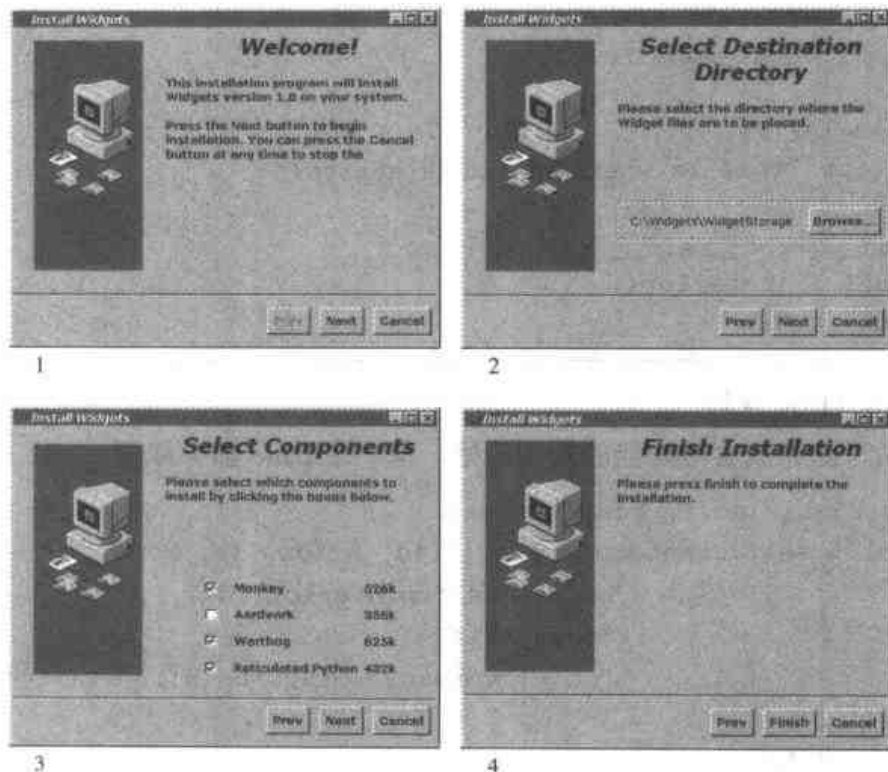 Install Widgets
Welcome!
This installation program will install
Widgets version 1.0 on your system.
Press the Next button to begin
installation. You can press the Cancel
button at any time to stop the
Prev Next Cancel
1
Install Widgets
Select Destination
Directory
Please select the directory where the
Widget files are to be placed.
C:\Widgets\WidgetStorage Browse...
Prev Next Cancel
2
Install Widgets
Select Components
Please select which components to
install by clicking the boxes below.
Monkey 526k
Aardvark
Warthog 623k
Reticulated Python
Prev Next Cancel
3
Install Widgets
Finish Installation
Please press finish to complete the
installation.
Prev Finish Cancel
4